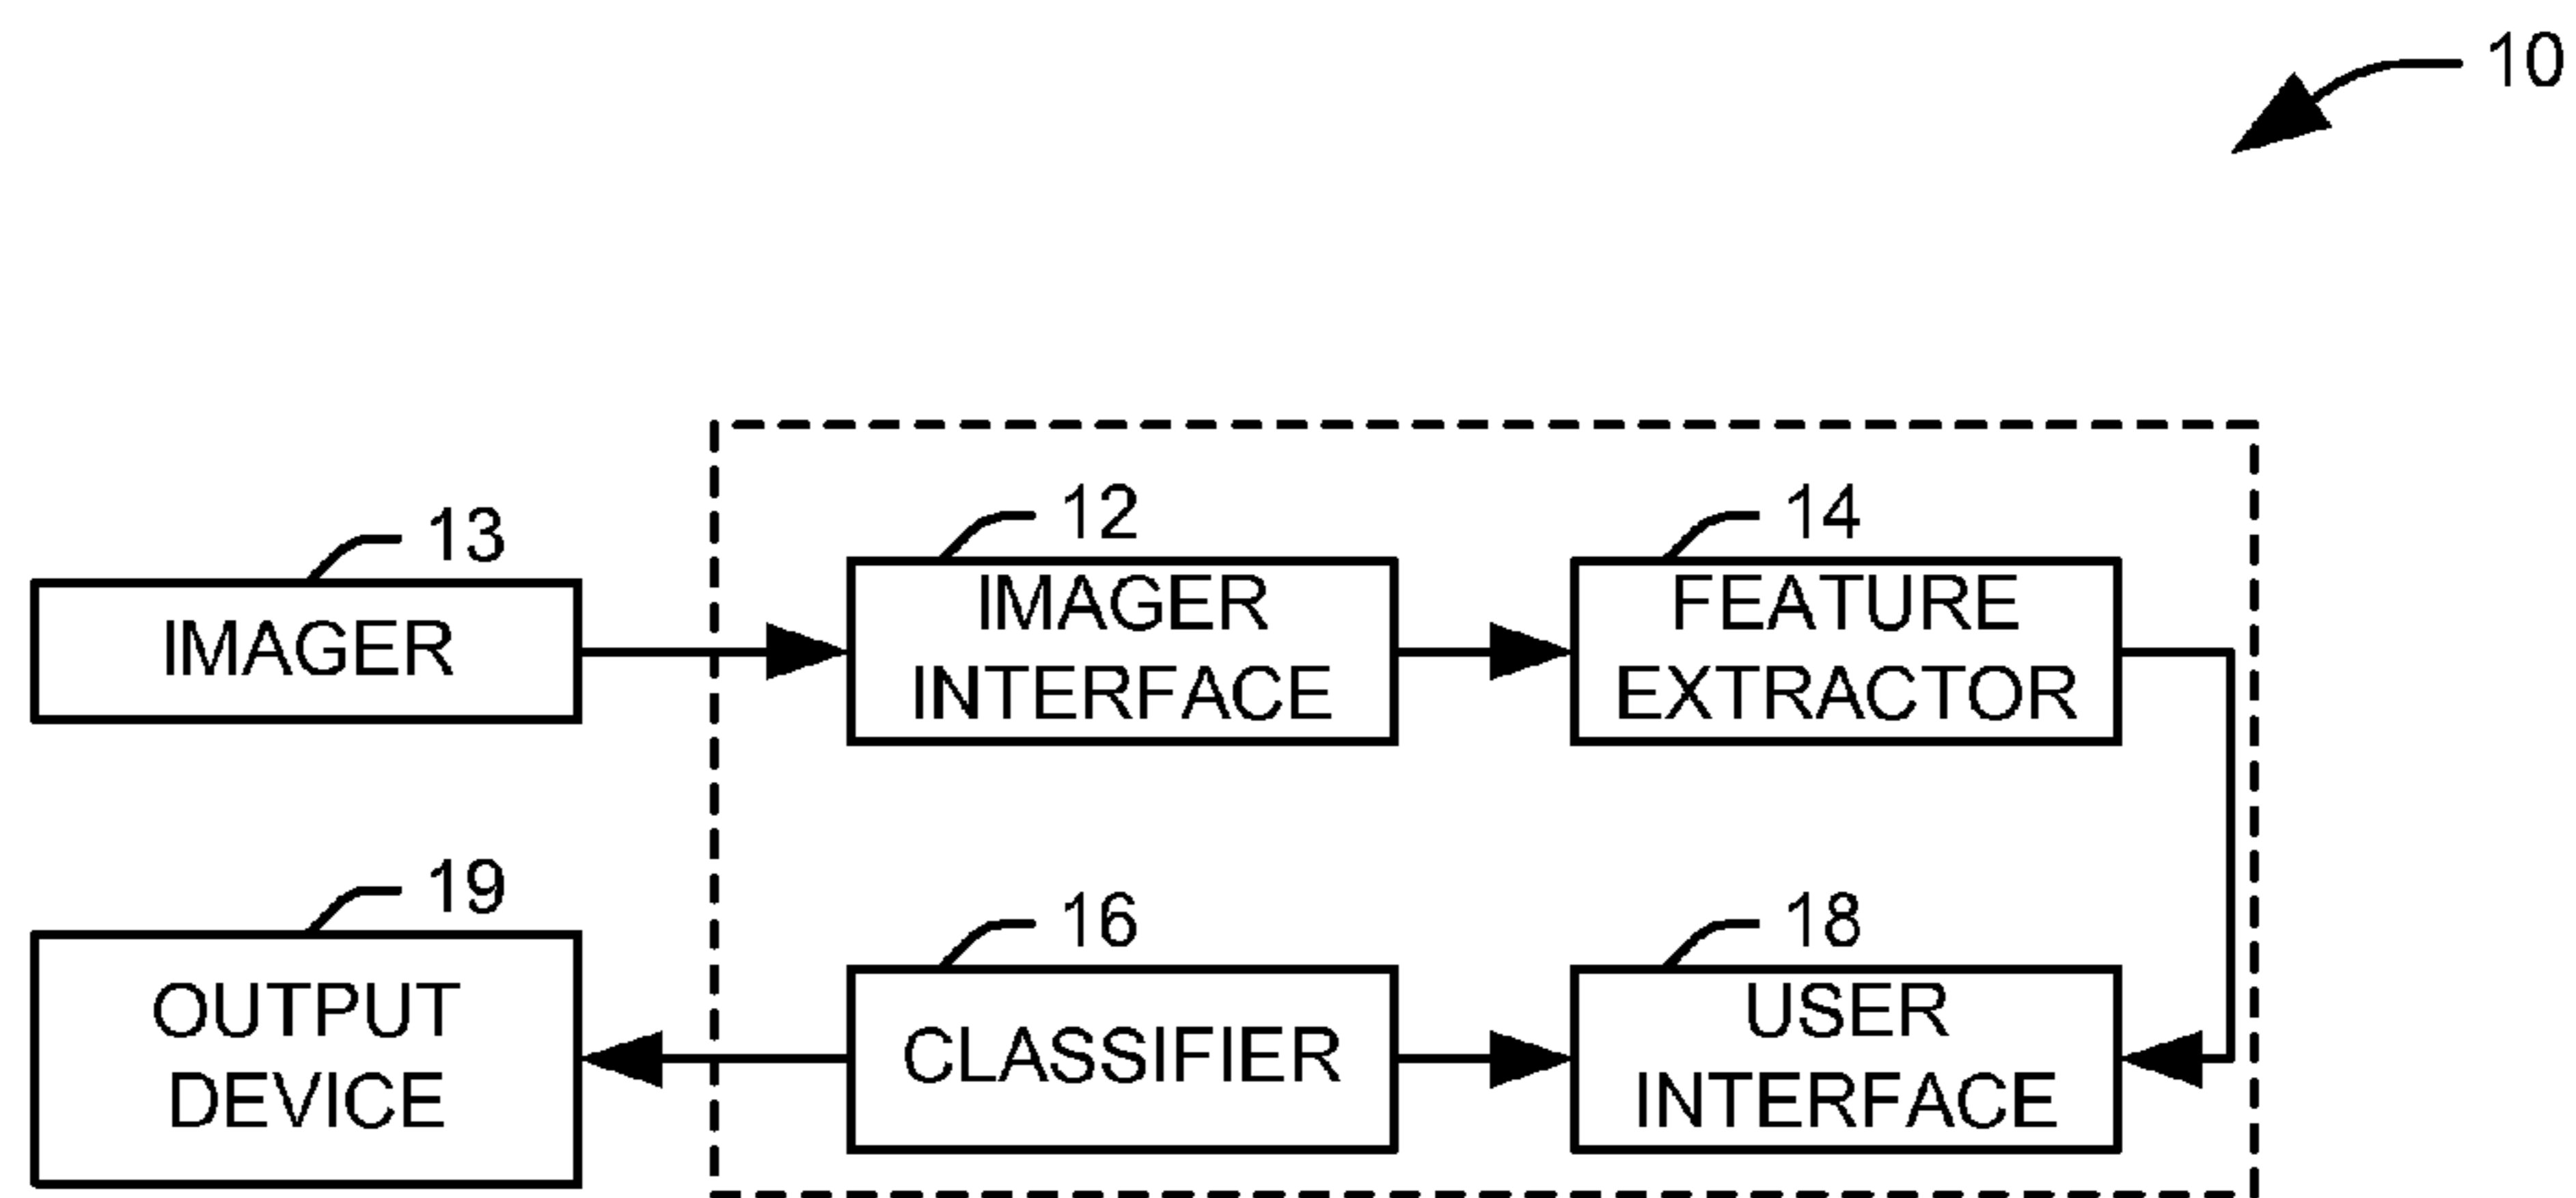 10
13
IMAGER
12
IMAGER
INTERFACE
14
FEATURE
EXTRACTOR
19
OUTPUT
DEVICE
16
CLASSIFIER
18
USER
INTERFACE